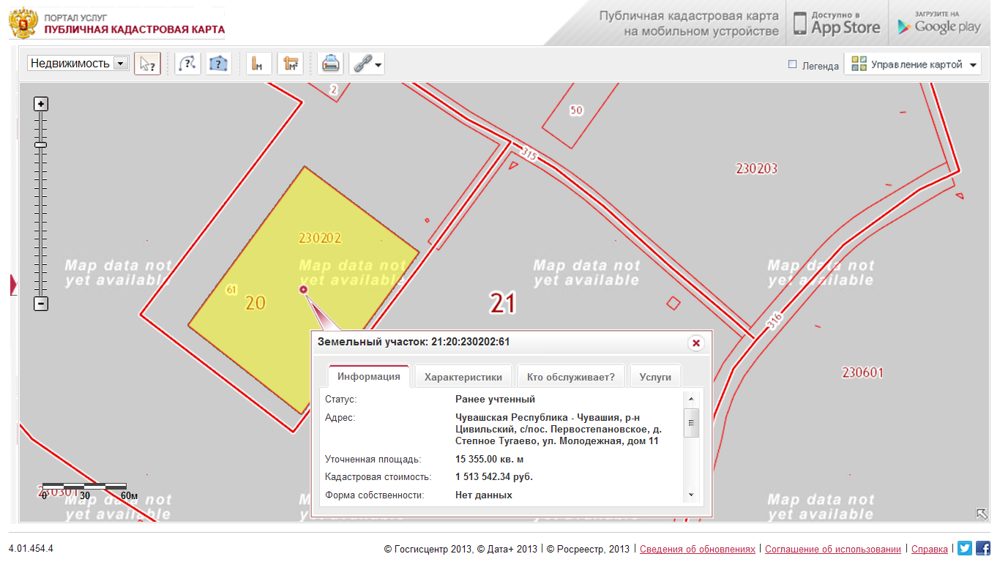 ПОРТАЛ УСЛУГ
ПУБЛИЧНАЯ КАДАСТРОВАЯ КАРТА
Публичная кадастровая карта
на мобильном устройстве
Доступно в
App Store
ЗАГРУЗИТЕ НА
Google play
Недвижимость
Легенда
Управление картой
2
50
315
230203
230202
Map data not
yet available
Map data not
yet available
Map data not
yet available
Map data not
yet available
61
20
21
316
230601
Земельный участок: 21:20:230202:61
Информация
Характеристики
Кто обслуживает?
Услуги
Статус:
Ранее учтенный
Адрес:
Чувашская Республика - Чувашия, р-н
Цивильский, с/пос. Первостепановское, д.
Степное Тугаево, ул. Молодежная, дом 11
Уточненная площадь:
15 355.00 кв. м
Кадастровая стоимость:
1 513 542.34 руб.
Форма собственности:
Нет данных
230301
0 30 60м
Map data not
yet available
Map data not
yet available
4.01.454.4
© Госгисцентр 2013, © Дата+ 2013 | © Росреестр, 2013 | Сведения об обновлениях | Соглашение об использовании | Справка |